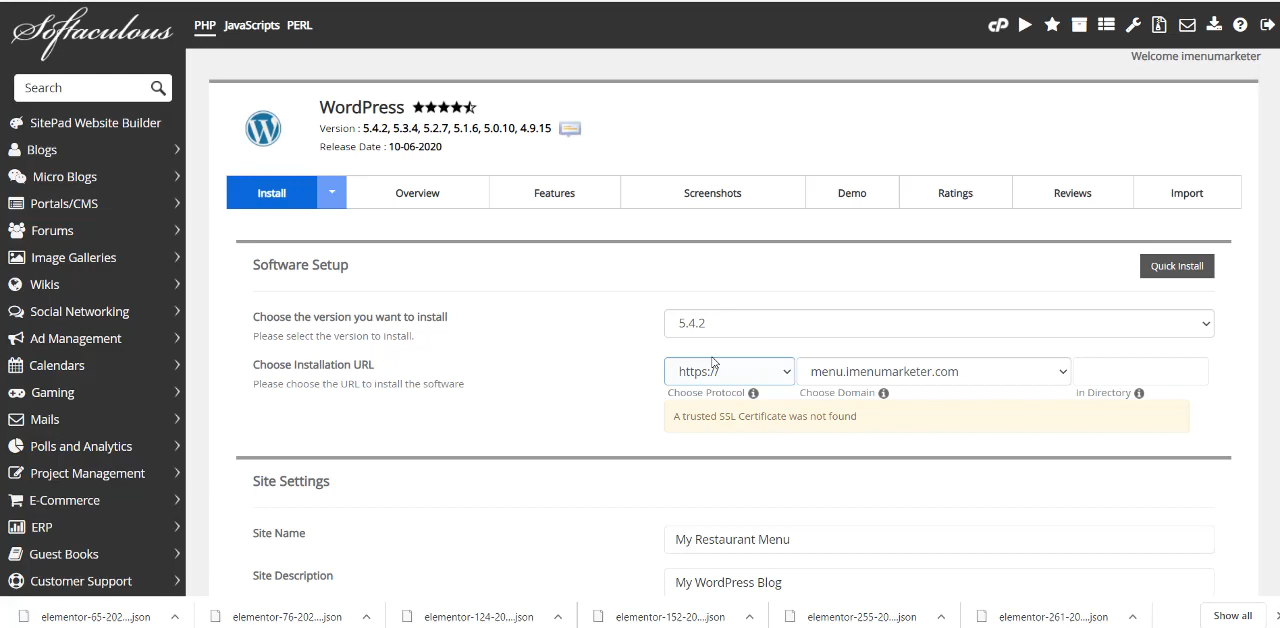 Softaculous
PHP JavaScripts PERL
cP
Welcome imenumarketer
Search
SitePad Website Builder
Blogs
Micro Blogs
Portals/CMS
Forums
Image Galleries
Wikis
Social Networking
Ad Management
Calendars
Gaming
Mails
Polls and Analytics
Project Management
E-Commerce
ERP
Guest Books
Customer Support
WordPress
Version : 5.4.2, 5.3.4, 5.2.7, 5.1.6, 5.0.10, 4.9.15
Release Date : 10-06-2020
Install Overview Features Screenshots Demo Ratings Reviews Import
Software Setup
Quick Install
Choose the version you want to install
Please select the version to install.
5.4.2
Choose Installation URL
Please choose the URL to install the software
https:// menu.imenumarketer.com
Choose Protocol Choose Domain In Directory
A trusted SSL Certificate was not found
Site Settings
Site Name
My Restaurant Menu
Site Description
My WordPress Blog
elementor-65-202....json elementor-76-202....json elementor-124-20....json elementor-152-20....json elementor-255-20....json elementor-261-20....json Show all